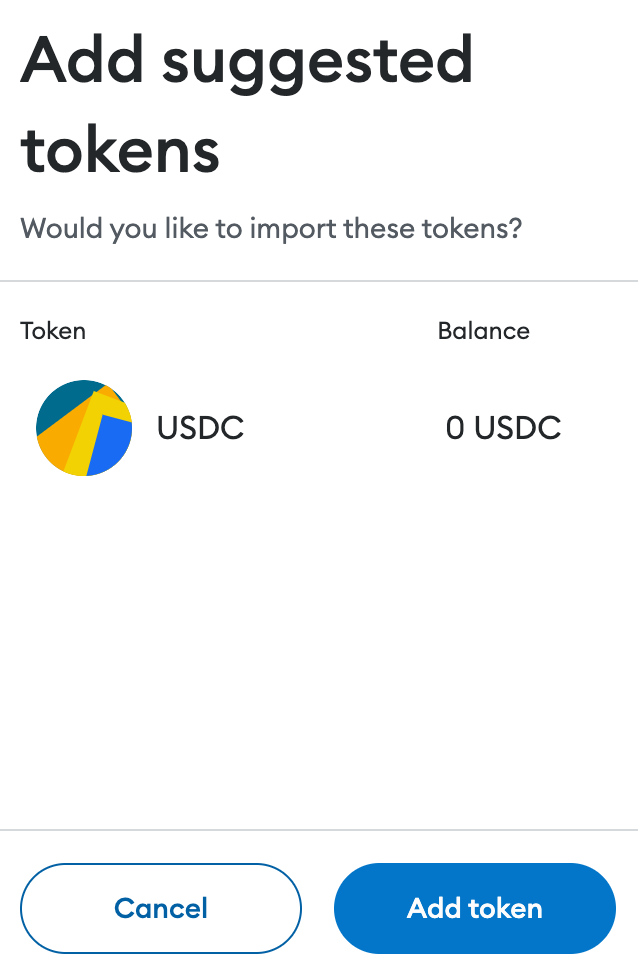 Add suggested
tokens
Would you like to import these tokens?
Token Balance
USDC 0 USDC
Cancel Add token